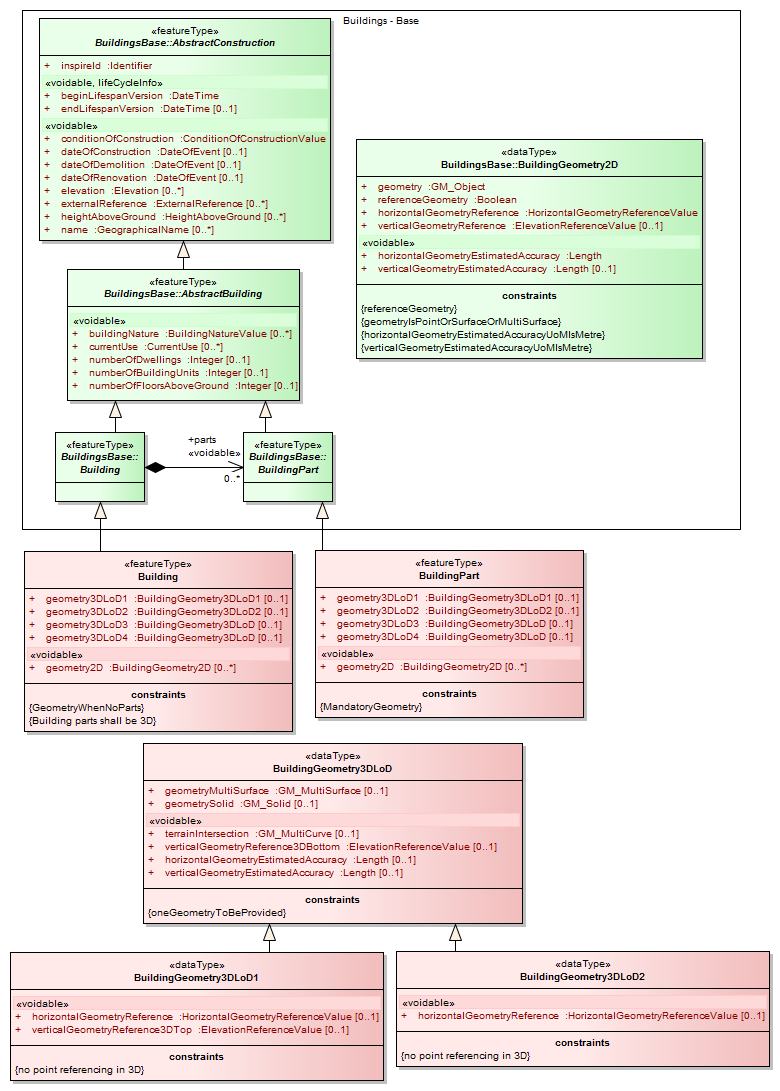 Buildings - Base
«featureType»
BuildingsBase::AbstractConstruction
+ inspireId :Identifier
«voidable, lifeCycleInfo»
+ beginLifespanVersion :DateTime
+ endLifespanVersion :DateTime [0..1]
«voidable»
+ conditionOfConstruction :ConditionOfConstructionValue
+ dateOfConstruction :DateOfEvent [0..1]
+ dateOfDemolition :DateOfEvent [0..1]
+ dateOfRenovation :DateOfEvent [0..1]
+ elevation :Elevation [0..*]
+ externalReference :ExternalReference [0..*]
+ heightAboveGround :HeightAboveGround [0..*]
+ name :GeographicalName [0..*]
«dataType»
BuildingsBase::BuildingGeometry2D
+ geometry :GM_Object
+ referenceGeometry :Boolean
+ horizontalGeometryReference :HorizontalGeometryReferenceValue
+ verticalGeometryReference :ElevationReferenceValue [0..1]
«voidable»
+ horizontalGeometryEstimatedAccuracy :Length
+ verticalGeometryEstimatedAccuracy :Length [0..1]
constraints
{referenceGeometry}
{geometryIsPointOrSurfaceOrMultiSurface}
{horizontalGeometryEstimatedAccuracyUoMIsMetre}
{verticalGeometryEstimatedAccuracyUoMIsMetre}
«featureType»
BuildingsBase::AbstractBuilding
«voidable»
+ buildingNature :BuildingNatureValue [0..*]
+ currentUse :CurrentUse [0..*]
+ numberOfDwellings :Integer [0..1]
+ numberOfBuildingUnits :Integer [0..1]
+ numberOfFloorsAboveGround :Integer [0..1]
«featureType»
BuildingsBase::
Building
+parts
«voidable»
0..*
«featureType»
BuildingsBase::
BuildingPart
«featureType»
Building
+ geometry3DLoD1 :BuildingGeometry3DLoD1 [0..1]
+ geometry3DLoD2 :BuildingGeometry3DLoD2 [0..1]
+ geometry3DLoD3 :BuildingGeometry3DLoD [0..1]
+ geometry3DLoD4 :BuildingGeometry3DLoD [0..1]
«voidable»
+ geometry2D :BuildingGeometry2D [0..*]
constraints
{GeometryWhenNoParts}
{Building parts shall be 3D}
«featureType»
BuildingPart
+ geometry3DLoD1 :BuildingGeometry3DLoD1 [0..1]
+ geometry3DLoD2 :BuildingGeometry3DLoD2 [0..1]
+ geometry3DLoD3 :BuildingGeometry3DLoD [0..1]
+ geometry3DLoD4 :BuildingGeometry3DLoD [0..1]
«voidable»
+ geometry2D :BuildingGeometry2D [0..*]
constraints
{MandatoryGeometry}
«dataType»
BuildingGeometry3DLoD
+ geometryMultiSurface :GM_MultiSurface [0..1]
+ geometrySolid :GM_Solid [0..1]
«voidable»
+ terrainIntersection :GM_MultiCurve [0..1]
+ verticalGeometryReference3DBottom :ElevationReferenceValue [0..1]
+ horizontalGeometryEstimatedAccuracy :Length [0..1]
+ verticalGeometryEstimatedAccuracy :Length [0..1]
constraints
{oneGeometryToBeProvided}
«dataType»
BuildingGeometry3DLoD1
«voidable»
+ horizontalGeometryReference :HorizontalGeometryReferenceValue [0..1]
+ verticalGeometryReference3DTop :ElevationReferenceValue [0..1]
constraints
{no point referencing in 3D}
«dataType»
BuildingGeometry3DLoD2
«voidable»
+ horizontalGeometryReference :HorizontalGeometryReferenceValue [0..1]
constraints
{no point referencing in 3D}